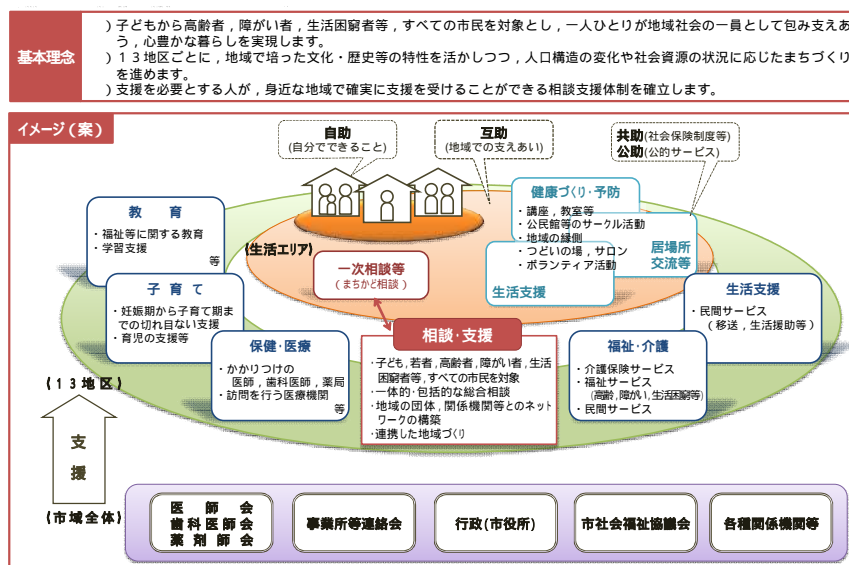 基本理念
）子どもから高齢者，障がい者，生活困窮者等，すべての市民を対象とし，一人ひとりが地域社会の一員として包み支えあ
う，心豊かな暮らしを実現します。
）１３地区ごとに，地域で培った文化・歴史等の特性を活かしつつ，人口構造の変化や社会資源の状況に応じたまちづくり
を進めます。
）支援を必要とする人が，身近な地域で確実に支援を受けることができる相談支援体制を確立します。
イメージ（案）
自助
（自分でできること）
互助
（地域での支えあい）
共助(社会保険制度等)
公助(公的サービス)
教　育
・福祉等に関する教育
・学習支援
等
健康づくり・予防
・講座，教室等
・公民館等のサークル活動
・地域の縁側
・つどいの場，サロン
・ボランティア活動
居場所
交流等
生活支援
(生活エリア)
一次相談等
（まちかど相談）
子 育 て
・妊娠期から子育て期ま
での切れ目ない支援
・育児の支援等
生活支援
・民間サービス
（移送，生活援助等）
保健・医療
・かかりつけの
医師，歯科医師，薬局
・訪問を行う医療機関
等
相談・支援
・子ども，若者，高齢者，障がい者，生活
困窮者等，すべての市民を対象
・一体的・包括的な総合相談
・地域の団体，関係機関等とのネット
ワークの構築
・連携した地域づくり
福祉・介護
・介護保険サービス
・福祉サービス
(高齢，障がい，生活困窮等)
・民間サービス
(１３地区)
支
援
(市域全体)
医　師　会
歯科医師会
薬 剤 師 会
事業所等連絡会
行政(市役所)
市社会福祉協議会
各種関係機関等